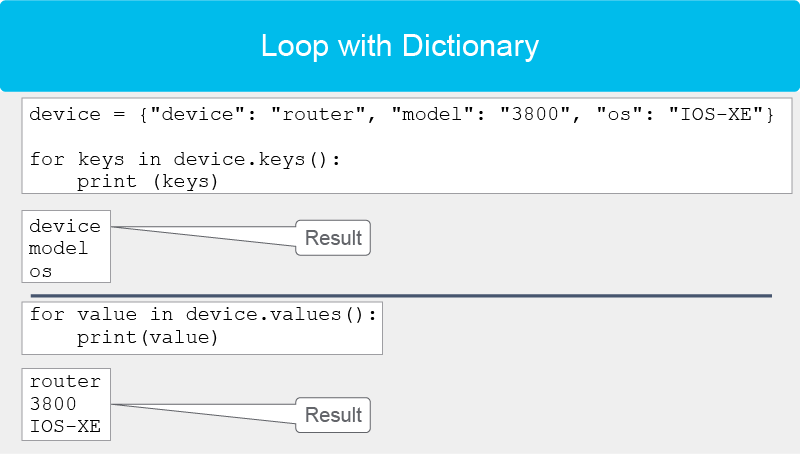 Loop with Dictionary
device = {"device": "router", "model": "3800", "os": "IOS-XE"}
for keys in device.keys():
    print (keys)
device
model
os
Result
for value in device.values():
    print(value)
router
3800
IOS-XE
Result